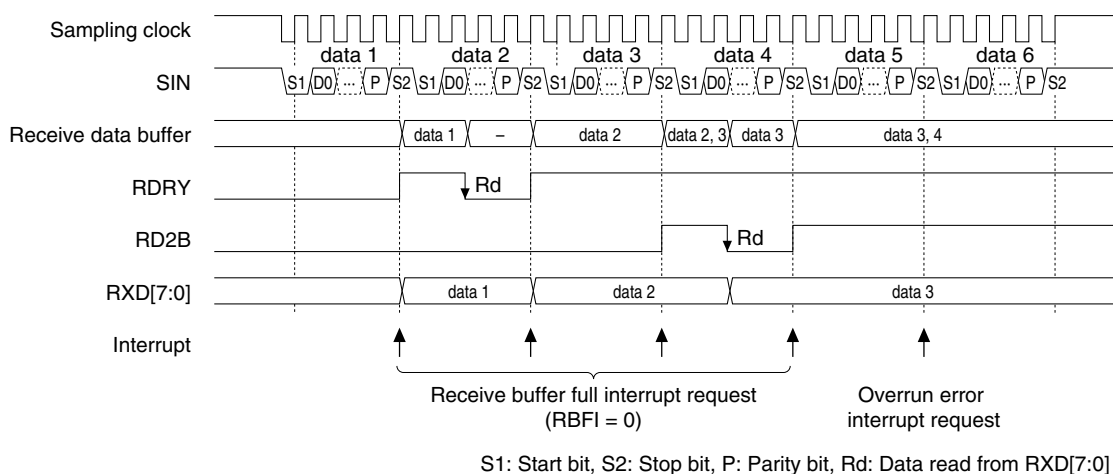 Sampling clock
data 1 data 2 data 3 data 4 data 5 data 6
SIN S1 D0 ... P S2 S1 D0 ... P S2 S1 D0 ... P S2 S1 D0 ... P S2 S1 D0 ... P S2 S1 D0 ... P S2
Receive data buffer data 1 – data 2 data 2, 3 data 3 data 3, 4
RDRY Rd
RD2B Rd
RXD[7:0] data 1 data 2 data 3
Interrupt
Receive buffer full interrupt request
(RBFI = 0)
Overrun error
interrupt request
S1: Start bit, S2: Stop bit, P: Parity bit, Rd: Data read from RXD[7:0]